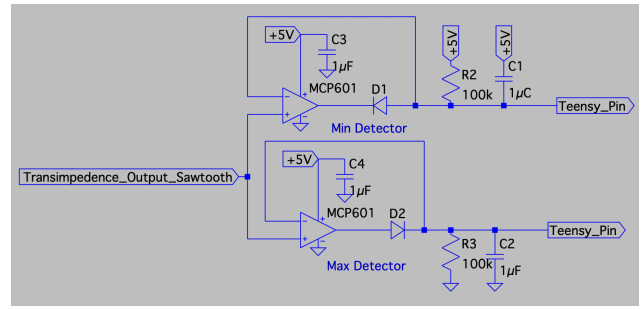 +5V
C3
1µF
MCP601
D1
Min Detector
+5V
R2
100k
+5V
C1
1µC
Teensy_Pin
Transimpedence_Output_Sawtooth
+5V
C4
1µF
MCP601
D2
Max Detector
R3
100k
C2
1µF
Teensy_Pin